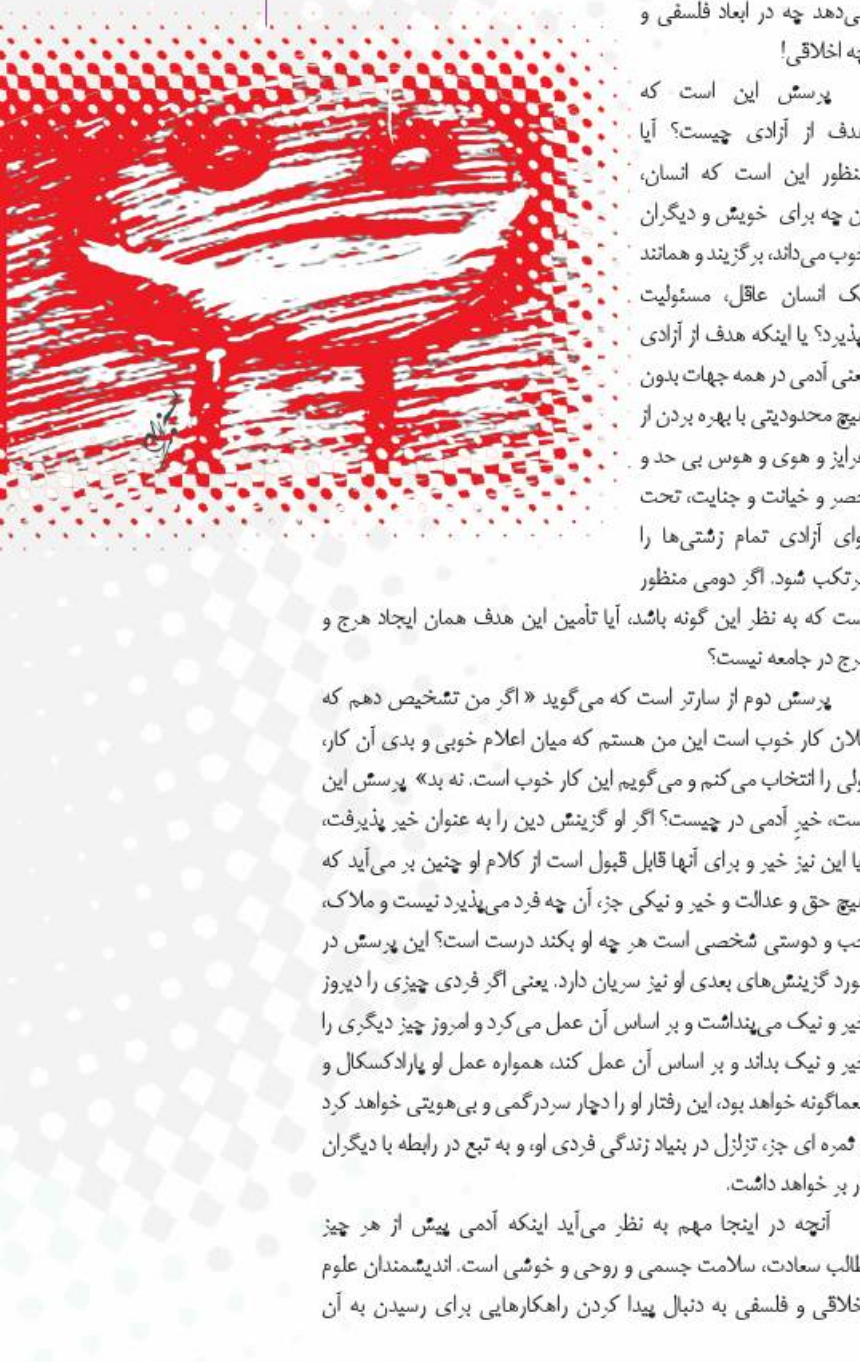 ی‌دهد چه در ابعاد فلسفی و
چه اخلاقی!
پرسش این است که
هدف از آزادی چیست؟ آیا
منظور این است که انسان،
آن چه برای خویش و دیگران
خوب می‌داند، برگزیند و همانند
یک انسان عاقل، مسئولیت
بپذیرد؟ یا اینکه هدف از آزادی
یعنی آدمی در همه جهات بدون
هیچ محدودیتی با بهره بردن از
غرایز و هوی و هوس بی حد و
حصر و خیانت و جنایت، تحت
لوای آزادی تمام زشتی‌ها را
مرتکب شود. اگر دومی منظور
است که به نظر این گونه باشد، آیا تأمین این هدف همان ایجاد هرج و
مرج در جامعه نیست؟
پرسش دوم از سارتر است که می‌گوید « اگر من تشخیص دهم که
فلان کار خوب است این من هستم که میان اعلام خوبی و بدی آن کار،
اولی را انتخاب می‌کنم و می‌گویم این کار خوب است. نه بد» پرسش این
است، خیرِ آدمی در چیست؟ اگر او گزینش دین را به عنوان خیر پذیرفت،
آیا این نیز خیر و برای آنها قابل قبول است از کلام او چنین بر می‌آید که
هیچ حق و عدالت و خیر و نیکی جز، آن چه فرد می‌پذیرد نیست و ملاک،
حب و دوستی شخصی است هر چه او بکند درست است؟ این پرسش در
مورد گزینش‌های بعدی او نیز سریان دارد. یعنی اگر فردی چیزی را دیروز
خیر و نیک می‌پنداشت و بر اساس آن عمل می‌کرد و امروز چیز دیگری را
خیر و نیک بداند و بر اساس آن عمل کند، همواره عمل او پارادکسکال و
معماگونه خواهد بود، این رفتار او را دچار سردرگمی و بی‌هویتی خواهد کرد
ثمره ای جز، تزلزل در بنیاد زندگی فردی او، و به تبع در رابطه با دیگران
در بر خواهد داشت.
آنچه در اینجا مهم به نظر می‌آید اینکه آدمی پیش از هر چیز
طالب سعادت، سلامت جسمی و روحی و خوشی است. اندیشمندان علوم
اخلاقی و فلسفی به دنبال پیدا کردن راهکارهایی برای رسیدن به آن